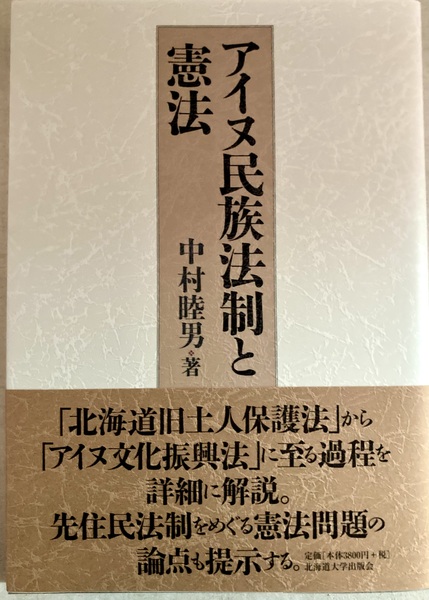 アイヌ民族法制と
憲法
中村睦男❖著
「北海道旧土人保護法」から
「アイヌ文化振興法」に至る過程を
詳細に解説。
先住民法制をめぐる憲法問題の
論点も提示する。
定価[本体3800円+税]
北海道大学出版会